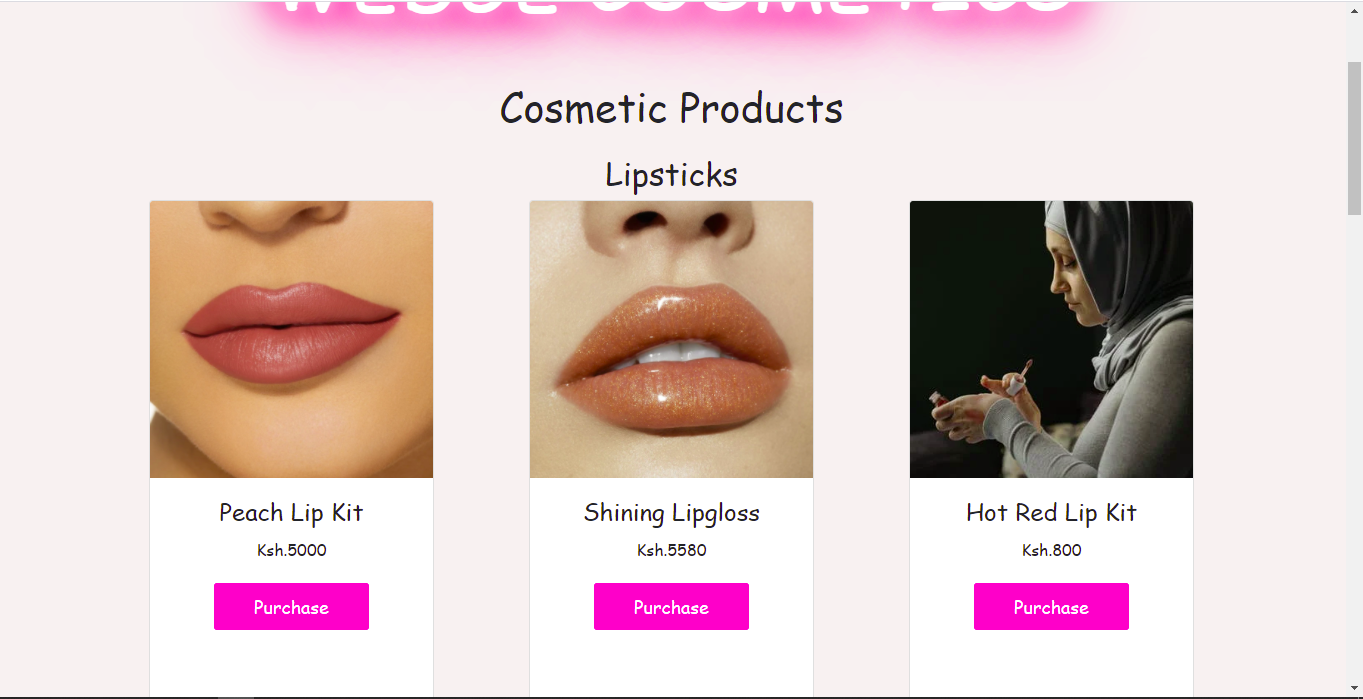 Cosmetic Products
Lipsticks
Peach Lip Kit
Ksh.5000
Purchase
Shining Lipgloss
Ksh.5580
Purchase
Hot Red Lip Kit
Ksh.800
Purchase